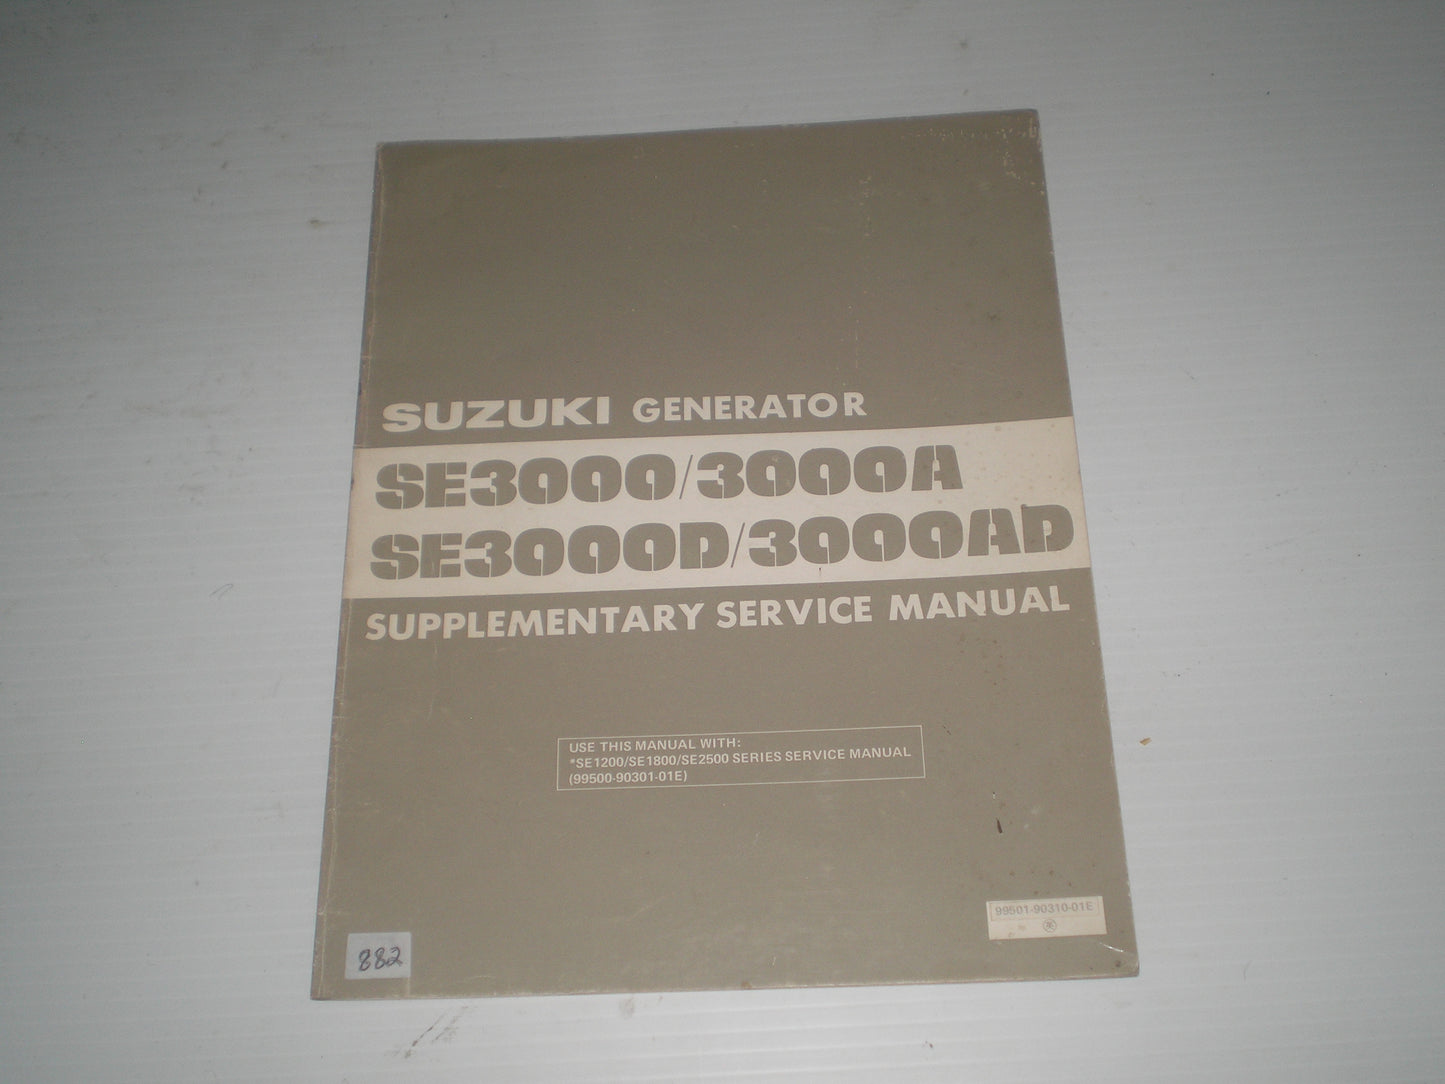 SUZUKI GENERATOR
SE3000/3000A
SE3000D/3000AD
SUPPLEMENTARY SERVICE MANUAL
USE THIS MANUAL WITH:
*SE1200/SE1800/SE2500 SERIES SERVICE MANUAL
(99500-90301-01E)
99501-90310-01E
英
882